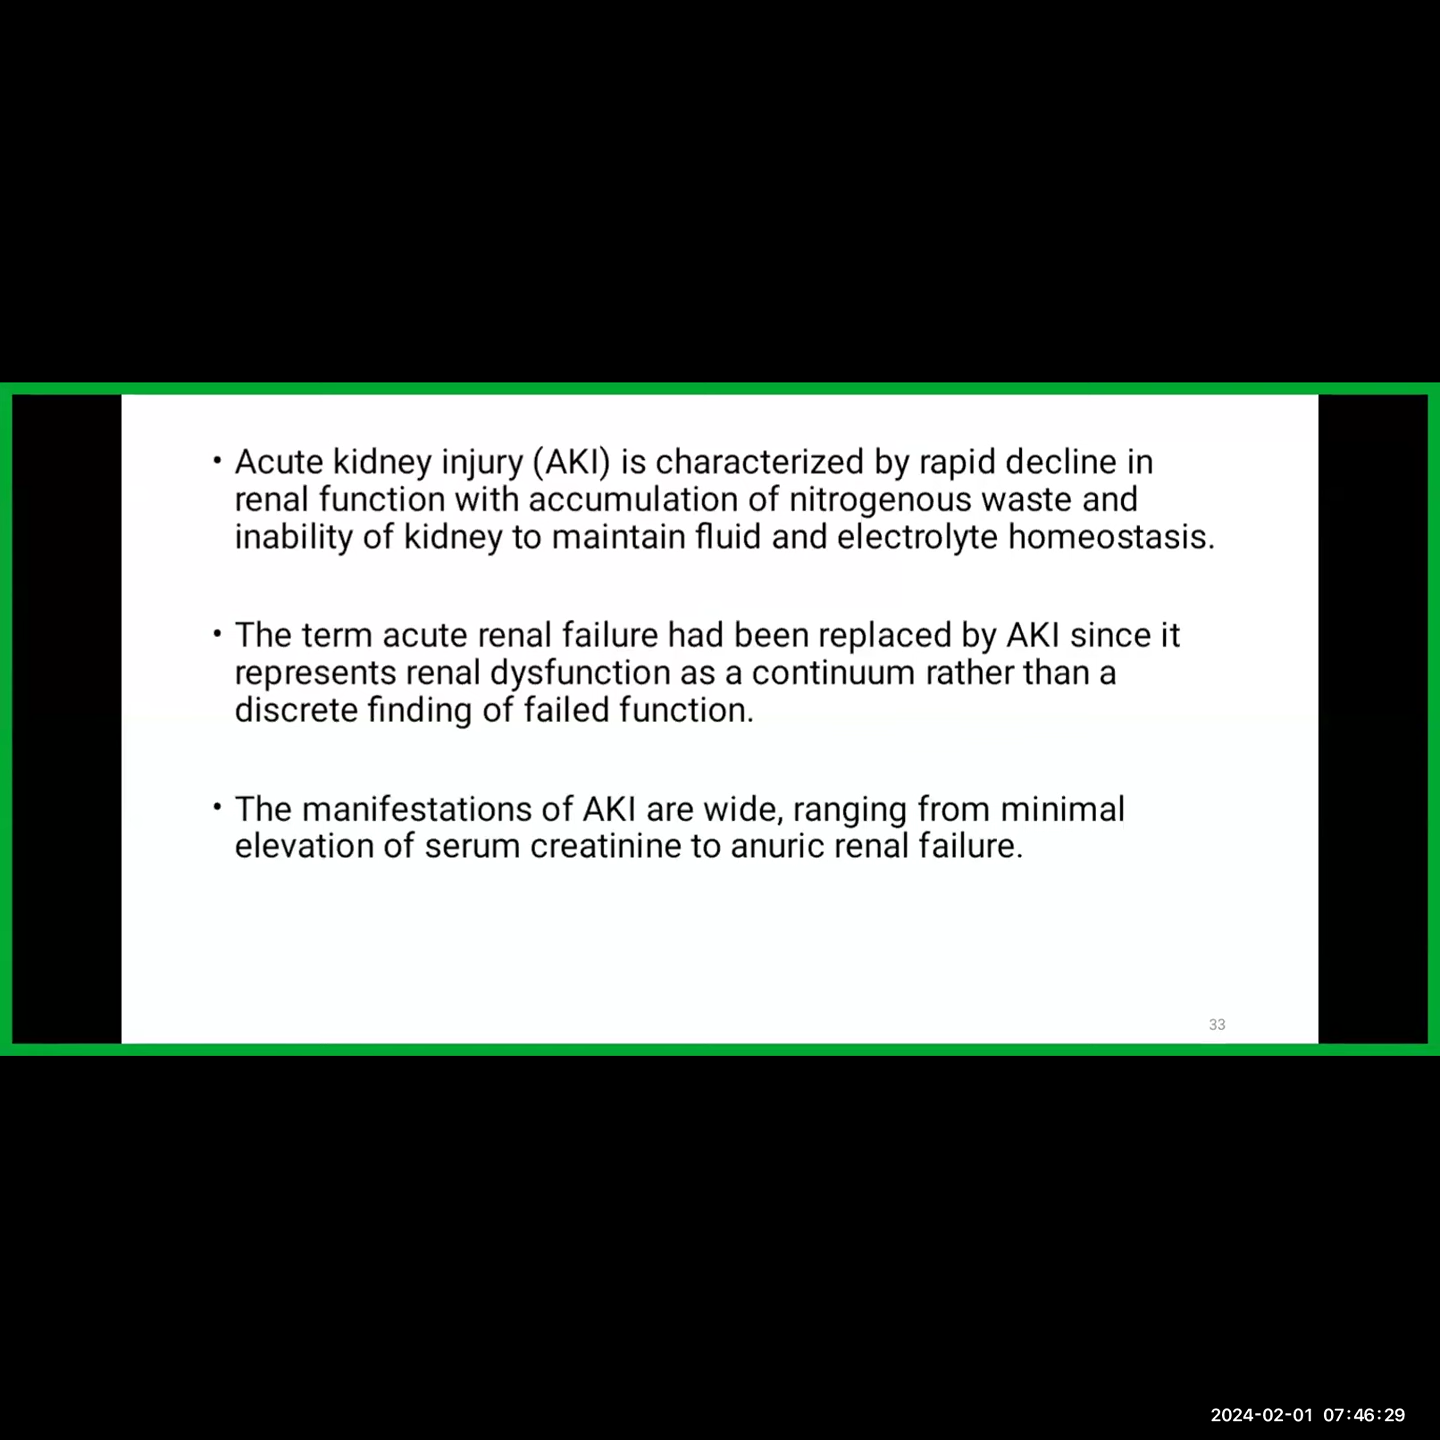 • Acute kidney injury (AKI) is characterized by rapid decline in
renal function with accumulation of nitrogenous waste and
inability of kidney to maintain fluid and electrolyte homeostasis.
• The term acute renal failure had been replaced by AKI since it
represents renal dysfunction as a continuum rather than a
discrete finding of failed function.
• The manifestations of AKI are wide, ranging from minimal
elevation of serum creatinine to anuric renal failure.
33
2024-02-01 07:46:29